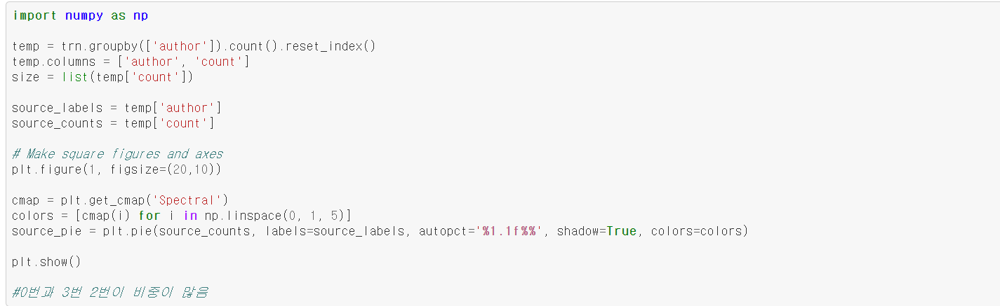 import numpy as np
temp = trn.groupby(['author']).count().reset_index()
temp.columns = ['author', 'count']
size = list(temp['count'])
source_labels = temp['author']
source_counts = temp['count']
# Make square figures and axes
plt.figure(1, figsize=(20,10))
cmap = plt.get_cmap('Spectral')
colors = [cmap(i) for i in np.linspace(0, 1, 5)]
source_pie = plt.pie(source_counts, labels=source_labels, autopct='%1.1f%%', shadow=True, colors=colors)
plt.show()
#0번과 3번 2번이 비중이 많음